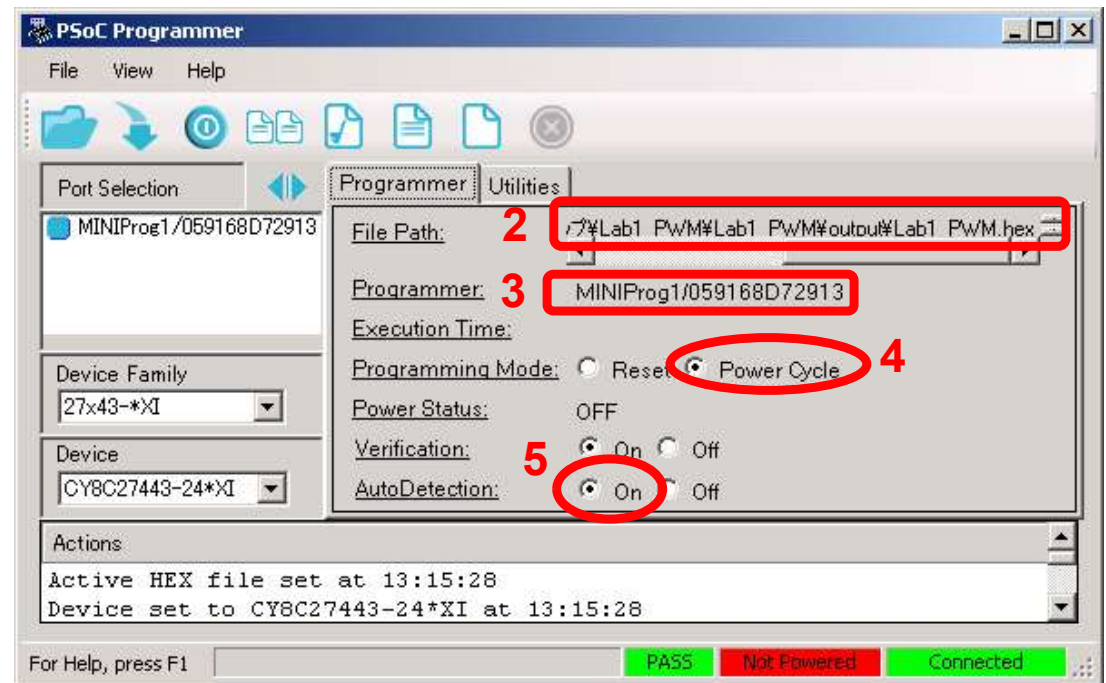 PSoC Programmer
File View Help
Port Selection
Programmer Utilities
MINIProg1/059168D72913
File Path:
2
プ¥Lab1_PWM¥Lab1_PWM¥output¥Lab1_PWM.hex
Programmer:
3
MINIProg1/059168D72913
Execution Time:
Programming Mode: Reset Power Cycle
4
Device Family
27x43-*XI
Power Status: OFF
Device
Verification: On Off
5
CY8C27443-24*XI
AutoDetection: On Off
Actions
Active HEX file set at 13:15:28
Device set to CY8C27443-24*XI at 13:15:28
For Help, press F1
PASS
Not Powered
Connected